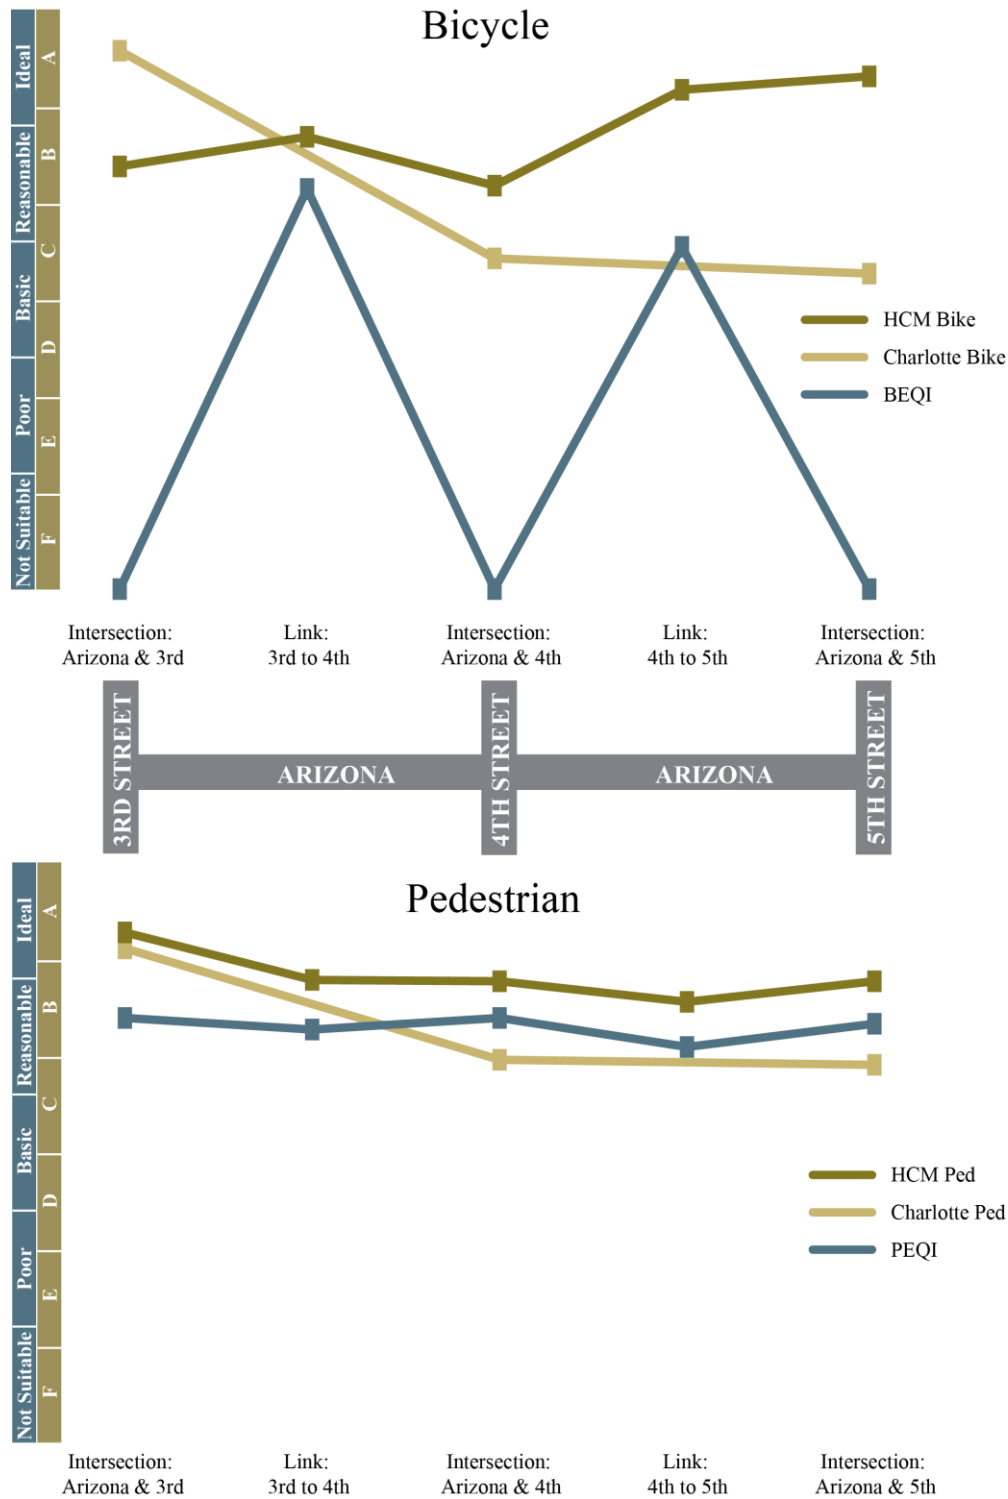 Bicycle
Ideal
Reasonable
Basic
Poor
Not Suitable
A
B
C
D
E
F
HCM Bike
Charlotte Bike
BEQI
Intersection:
Arizona & 3rd
Link:
3rd to 4th
Intersection:
Arizona & 4th
Link:
4th to 5th
Intersection:
Arizona & 5th
3RD STREET
ARIZONA
4TH STREET
ARIZONA
5TH STREET
Pedestrian
Ideal
Reasonable
Basic
Poor
Not Suitable
A
B
C
D
E
F
HCM Ped
Charlotte Ped
PEQI
Intersection:
Arizona & 3rd
Link:
3rd to 4th
Intersection:
Arizona & 4th
Link:
4th to 5th
Intersection:
Arizona & 5th